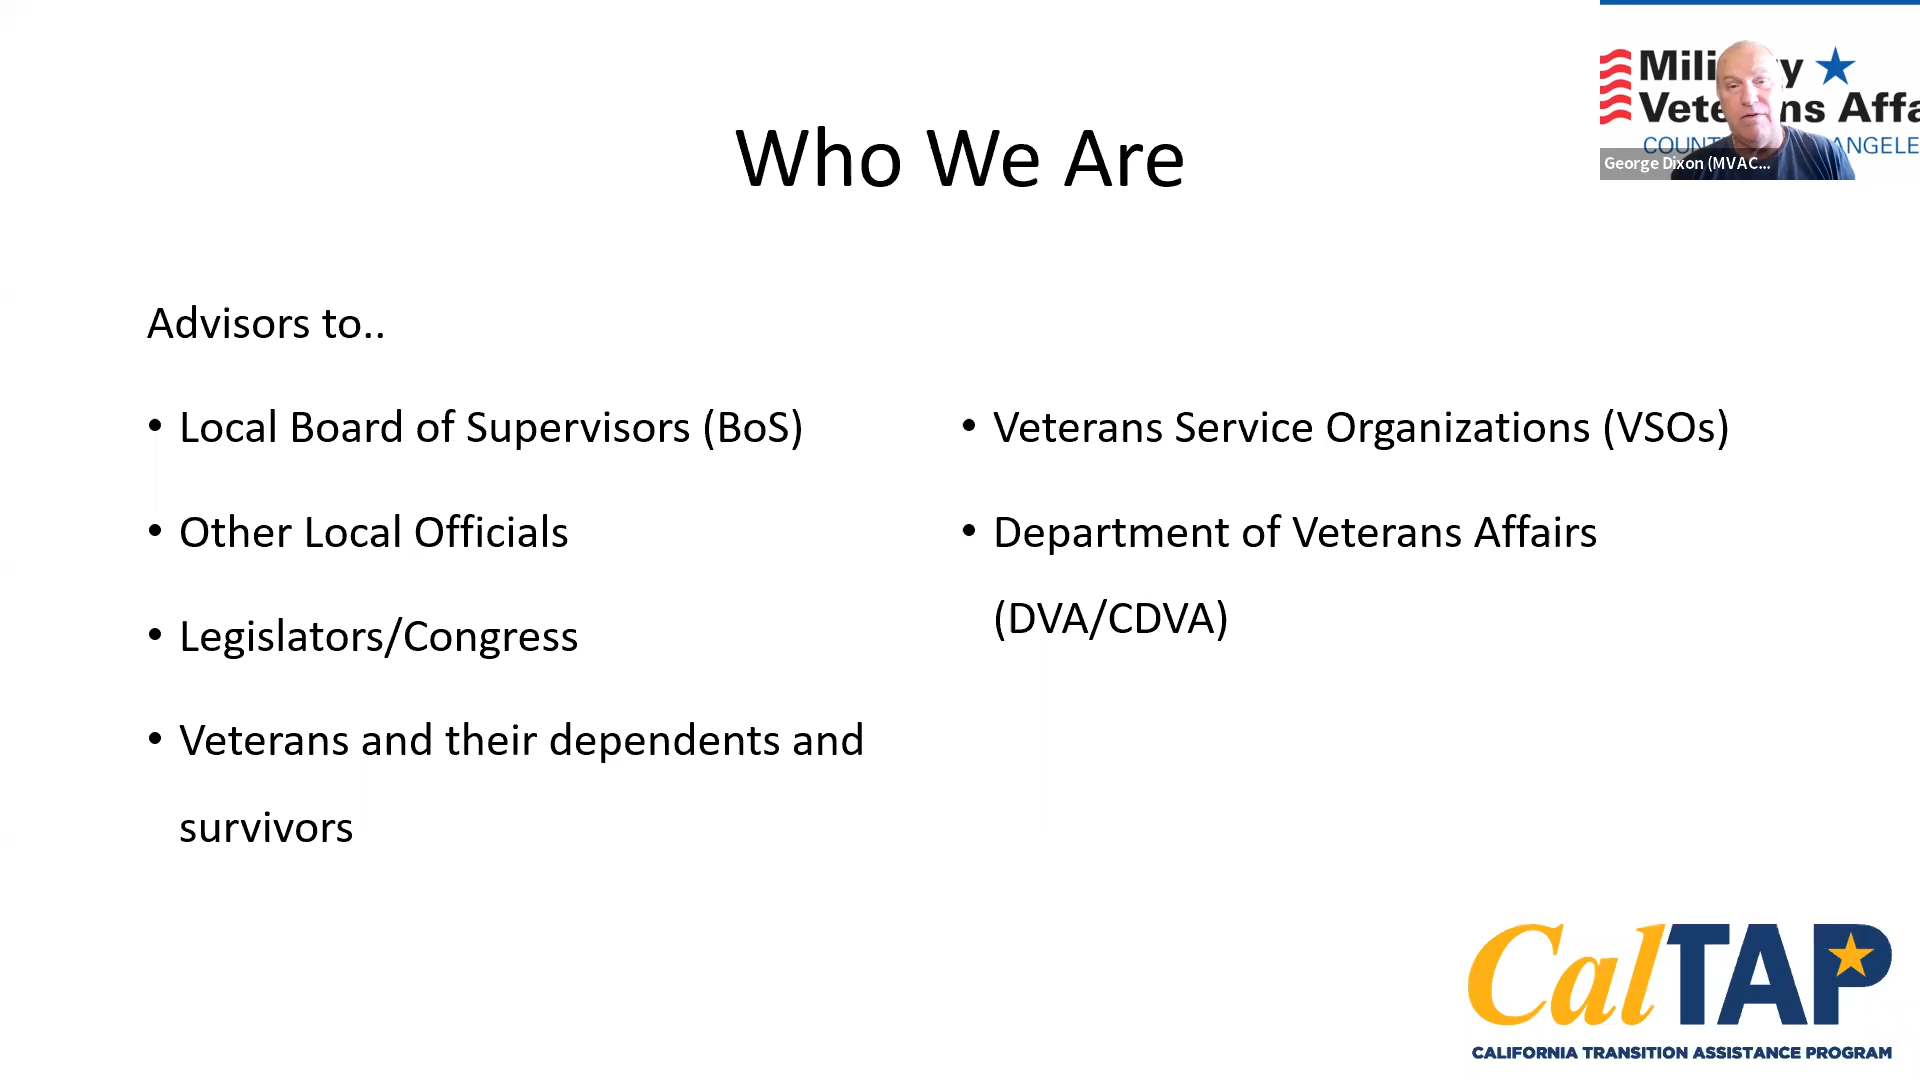 Who We Are
Advisors to..
• Local Board of Supervisors (BoS)
• Other Local Officials
• Legislators/Congress
• Veterans and their dependents and
survivors
• Veterans Service Organizations (VSOs)
• Department of Veterans Affairs
(DVA/CDVA)
George Dixon (MVAC...
CalTAP
CALIFORNIA TRANSITION ASSISTANCE PROGRAM